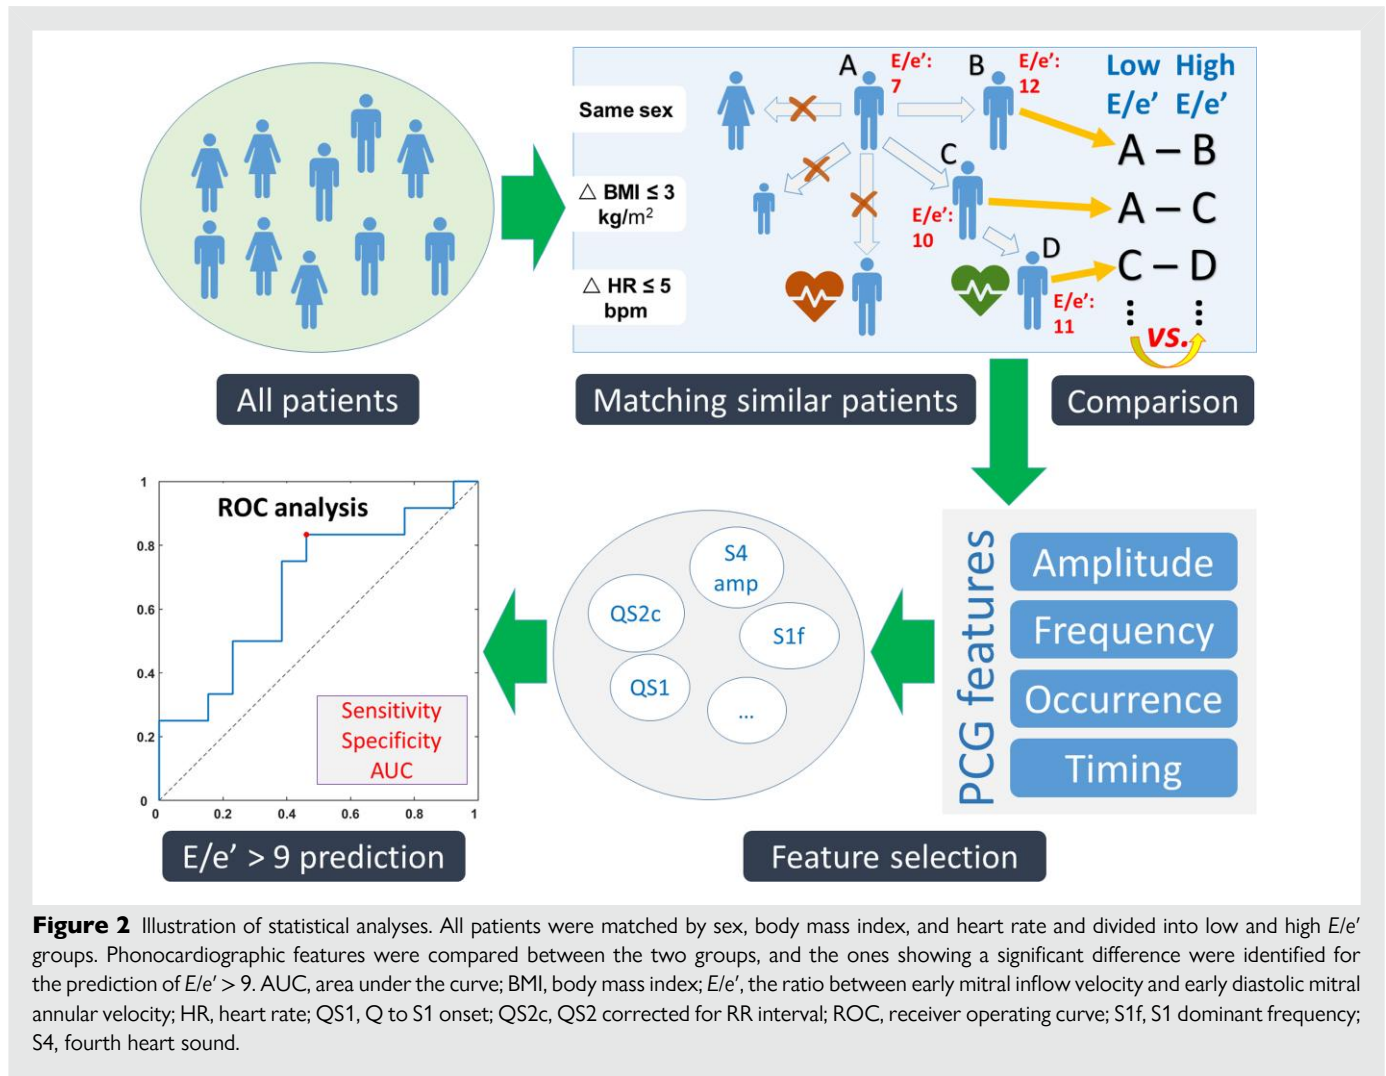 All patients
Same sex
△ BMI ≤ 3
kg/m²
△ HR ≤ 5
bpm
A
E/e’:
7
B
E/e’:
12
C
E/e’:
10
D
E/e’:
11
Low High
E/e’ E/e’
A – B
A – C
C – D
vs.
Matching similar patients
Comparison
PCG features
Amplitude
Frequency
Occurrence
Timing
S4
amp
QS2c
S1f
QS1
...
Feature selection
ROC analysis
1
0.8
0.6
0.4
0.2
0
0 0.2 0.4 0.6 0.8 1
Sensitivity
Specificity
AUC
E/e’ > 9 prediction
Figure 2 Illustration of statistical analyses. All patients were matched by sex, body mass index, and heart rate and divided into low and high E/e′
groups. Phonocardiographic features were compared between the two groups, and the ones showing a significant difference were identified for
the prediction of E/e′ > 9. AUC, area under the curve; BMI, body mass index; E/e′, the ratio between early mitral inflow velocity and early diastolic mitral
annular velocity; HR, heart rate; QS1, Q to S1 onset; QS2c, QS2 corrected for RR interval; ROC, receiver operating curve; S1f, S1 dominant frequency;
S4, fourth heart sound.